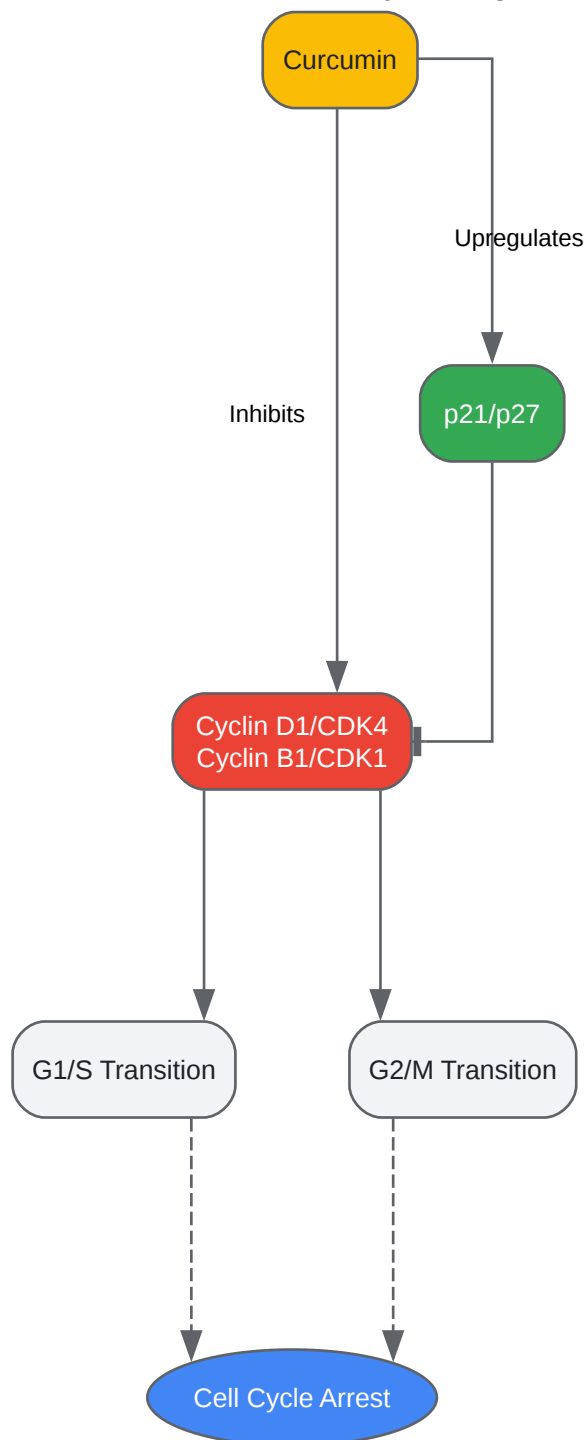 Curcumin
Upregulates
p21/p27
Inhibits
Cyclin D1/CDK4
Cyclin B1/CDK1
G1/S Transition
G2/M Transition
Cell Cycle Arrest